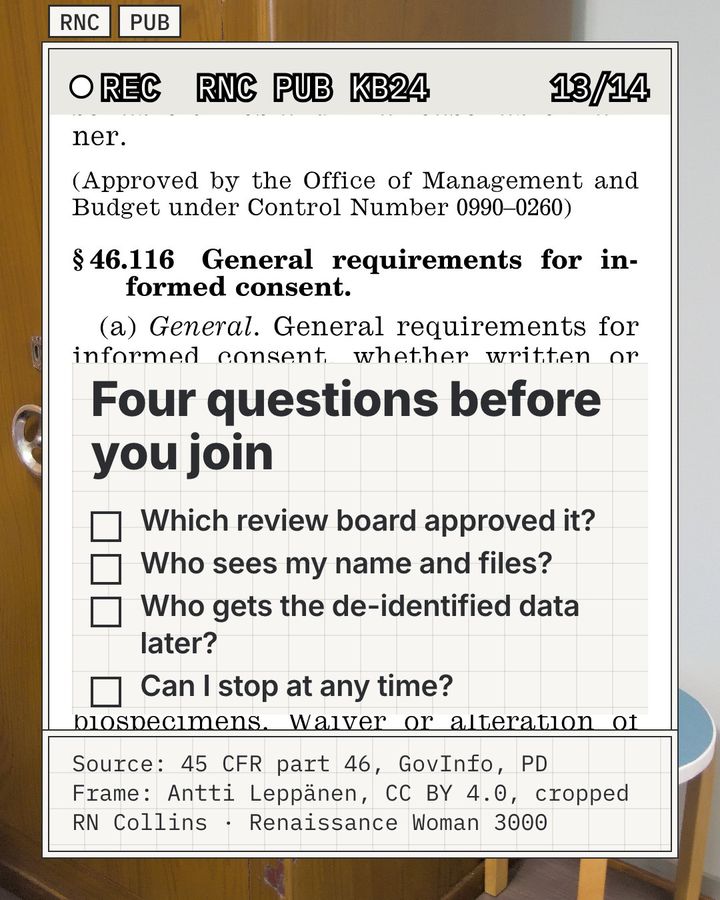 RNC PUB
REC RNC PUB KB24 13/14
ner.
(Approved by the Office of Management and
Budget under Control Number 0990–0260)
§ 46.116 General requirements for in-
formed consent.
(a) General. General requirements for
informed consent, whether written or
Four questions before
you join
Which review board approved it?
Who sees my name and files?
Who gets the de-identified data
later?
Can I stop at any time?
biospecimens. Waiver or alteration of
Source: 45 CFR part 46, GovInfo, PD
Frame: Antti Leppänen, CC BY 4.0, cropped
RN Collins · Renaissance Woman 3000